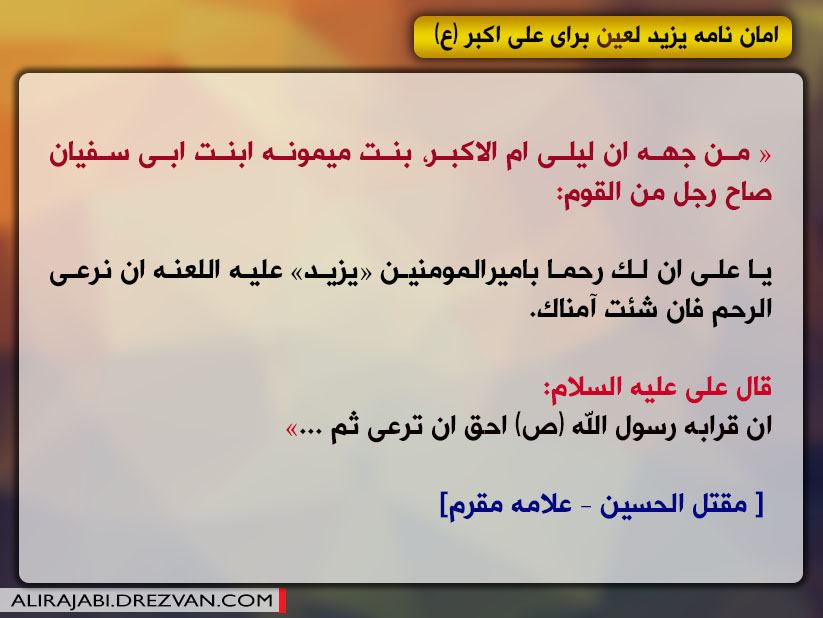 امان نامه یزید لعین برای علی اکبر (ع)
« من جهه ان لیلی ام الاکبر، بنت میمونه ابنت ابی سفیان
صاح رجل من القوم:
یا علی ان لک رحما بامیرالمومنین «یزید» علیه اللعنه ان نرعی
الرحم فان شئت آمناک.
قال علی علیه السلام:
ان قرابه رسول الله (ص) احق ان ترعی ثم ...»
[ مقتل الحسین - علامه مقرم]
ALIRAJABI.DREZVAN.COM